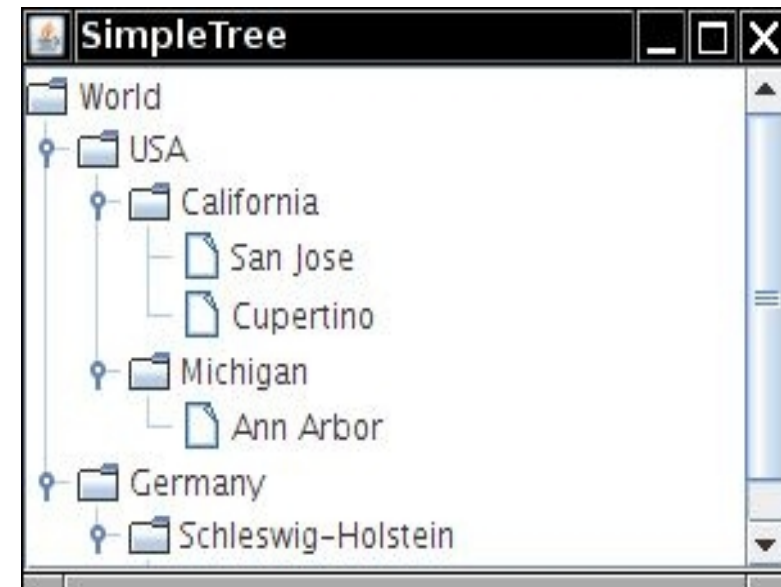 SimpleTree
World
USA
California
San Jose
Cupertino
Michigan
Ann Arbor
Germany
Schleswig-Holstein